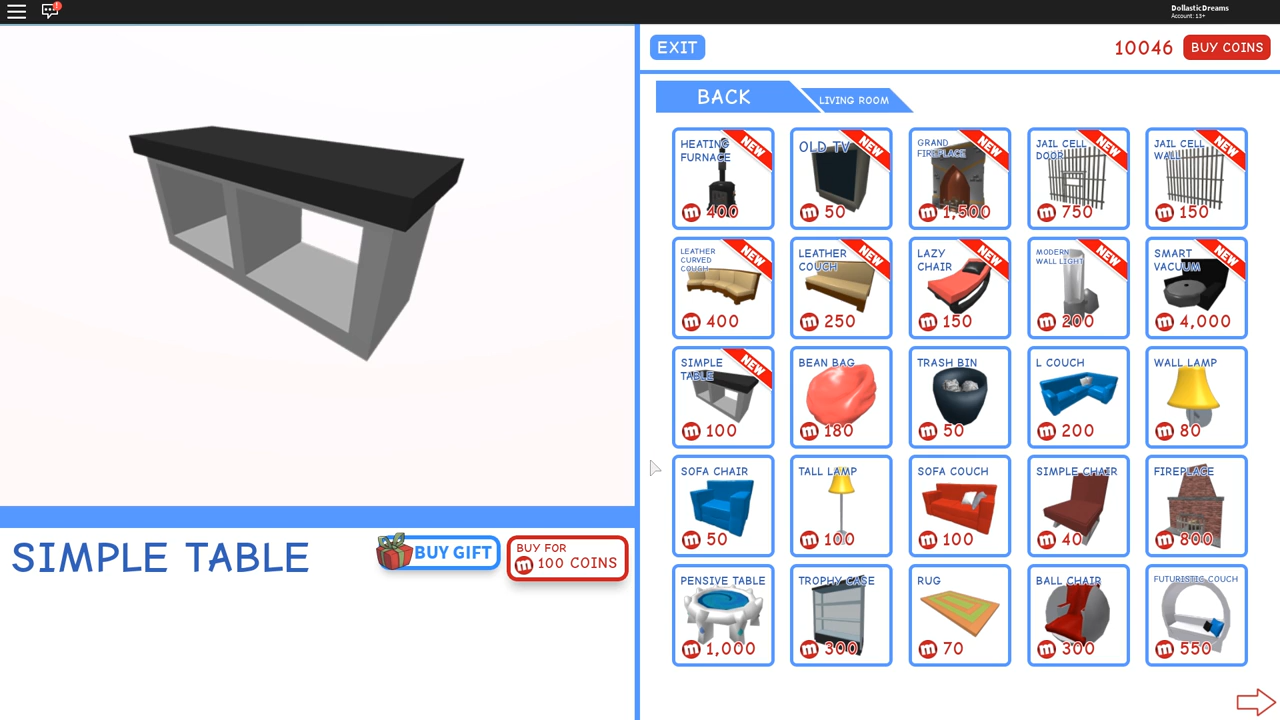 DollasticDreams
Account: 13+
EXIT
10046
BUY COINS
BACK
LIVING ROOM
HEATING
FURNACE
NEW
m 400
OLD TV
NEW
m 50
GRAND
FIREPLACE
NEW
m 1,500
JAIL CELL
DOOR
NEW
m 750
JAIL CELL
WALL
NEW
m 150
LEATHER
CURVED
COUCH
NEW
m 400
LEATHER
COUCH
NEW
m 250
LAZY
CHAIR
NEW
m 150
MODERN
WALL LIGHT
NEW
m 200
SMART
VACUUM
NEW
m 4,000
SIMPLE
TABLE
NEW
m 100
BEAN BAG
m 180
TRASH BIN
m 50
L COUCH
m 200
WALL LAMP
m 80
SOFA CHAIR
m 50
TALL LAMP
m 100
SOFA COUCH
m 100
SIMPLE CHAIR
m 40
FIREPLACE
m 800
PENSIVE TABLE
m 1,000
TROPHY CASE
m 300
RUG
m 70
BALL CHAIR
m 300
FUTURISTIC COUCH
m 550
SIMPLE TABLE
BUY GIFT
BUY FOR
m 100 COINS